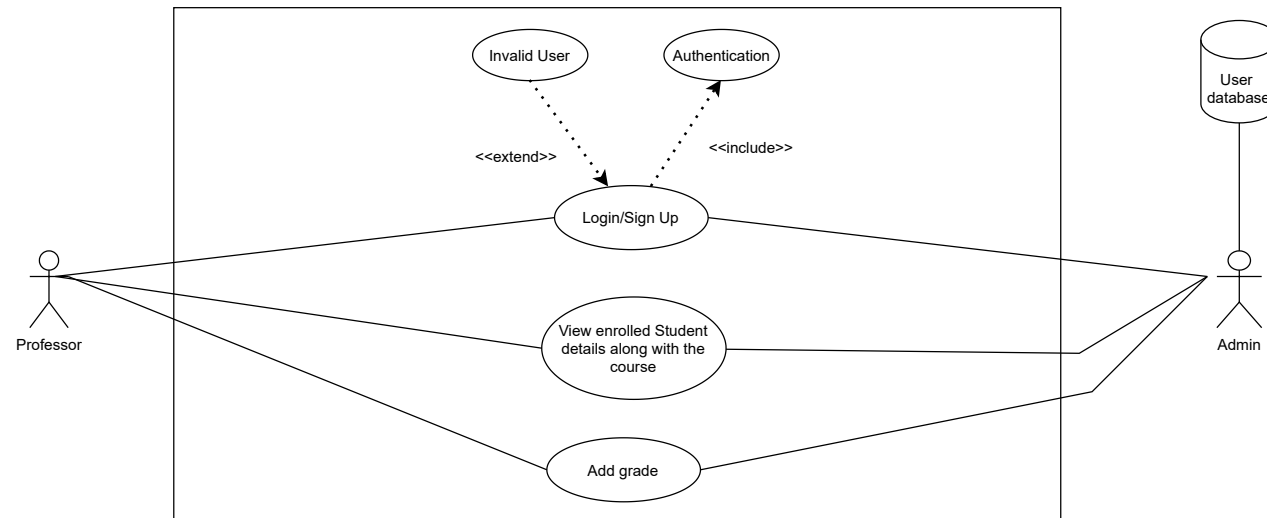 Invalid User
Authentication
User
database
<<extend>>
<<include>>
Login/Sign Up
Professor
View enrolled Student
details along with the
course
Admin
Add grade